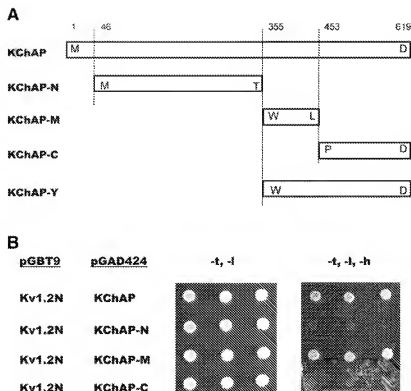 A
1 46 355 453 619
KChAP M D
KChAP-N M T
KChAP-M W L
KChAP-C P D
KChAP-Y W D
B
pGBT9 pGAD424 -t, -l -t, -l, -h
Kv1.2N KChAP
Kv1.2N KChAP-N
Kv1.2N KChAP-M
Kv1.2N KChAP-C